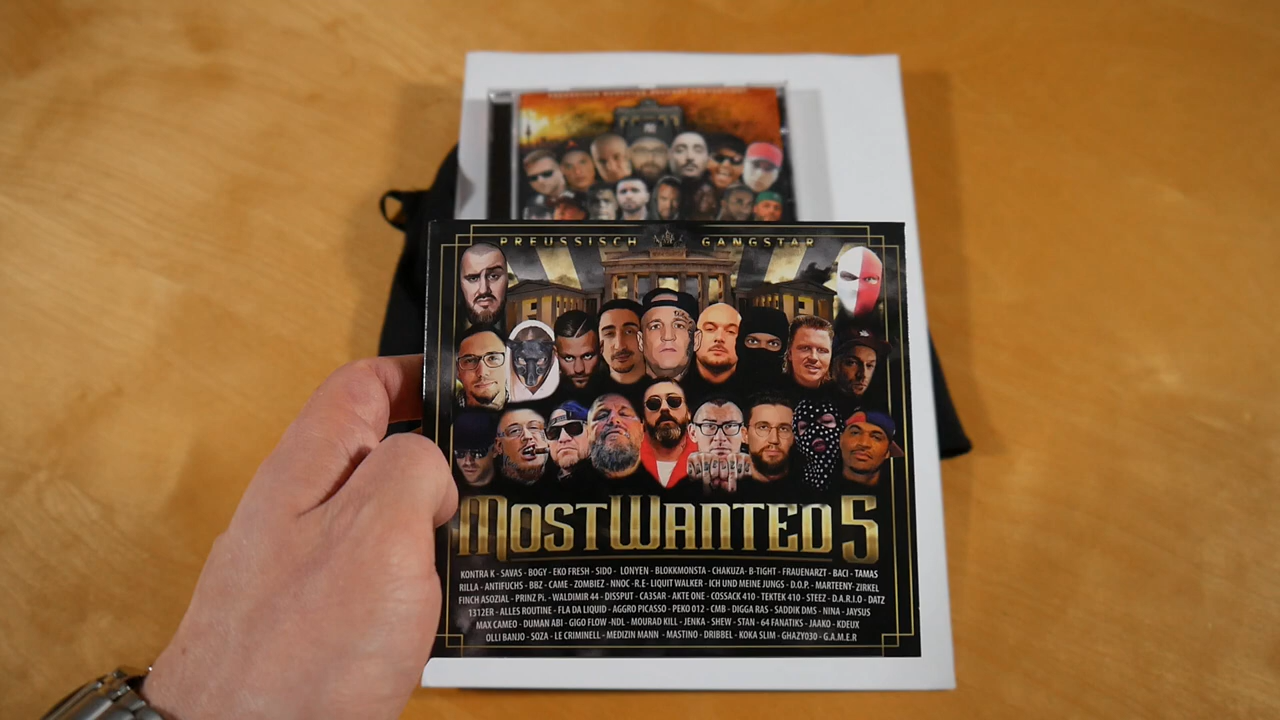 PREUSSISCH GANGSTAR
MOSTWANTED 5
KONTRA K - SAVAS - BOGY - EKO FRESH - SIDO - LONYEN - BLOKKMONSTA - CHAKUZA- B-TIGHT - FRAUENARZT - BACI - TAMAS
RILLA - ANTIFUCHS - BBZ - CAME - ZOMBIEZ - NNOC -R.E- LIQUIT WALKER - ICH UND MEINE JUNGS - D.O.P. - MARTEENY- ZIRKEL
FINCH ASOZIAL - PRINZ Pi. - WALDIMIR 44 - DISSPUT - CA3SAR - AKTE ONE - COSSACK 410 - TEKTEK 410 - STEEZ - D.A.R.I.O - DATZ
1312ER - ALLES ROUTINE - FLA DA LIQUID - AGGRO PICASSO - PEKO 012 - CMB - DIGGA RAS - SADDIK DMS - NINA - JAYSUS
MAX CAMEO - DUMAN ABI - GIGO FLOW -NDL - MOURAD KILL - JENKA - SHEW - STAN - 64 FANATIKS - JAAKO - KDEUX
OLLI BANJO - SOZA - LE CRIMINELL - MEDIZIN MANN - MASTINO - DRIBBEL - KOKA SLIM - GHAZY030 - G.A.M.E.R